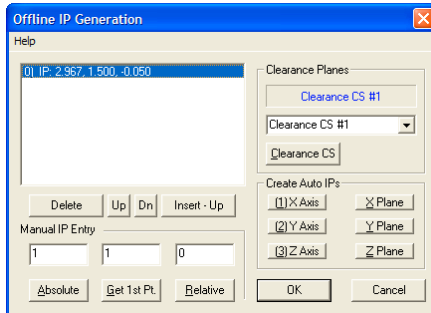 Offline IP Generation
Help
0) IP: 2.967, 1.500, -0.050
Delete Up Dn Insert - Up
Manual IP Entry
1 1 0
Absolute Get 1st Pt. Relative
Clearance Planes
Clearance CS #1
Clearance CS #1
Clearance CS
Create Auto IPs
(1) X Axis X Plane
(2) Y Axis Y Plane
(3) Z Axis Z Plane
OK Cancel